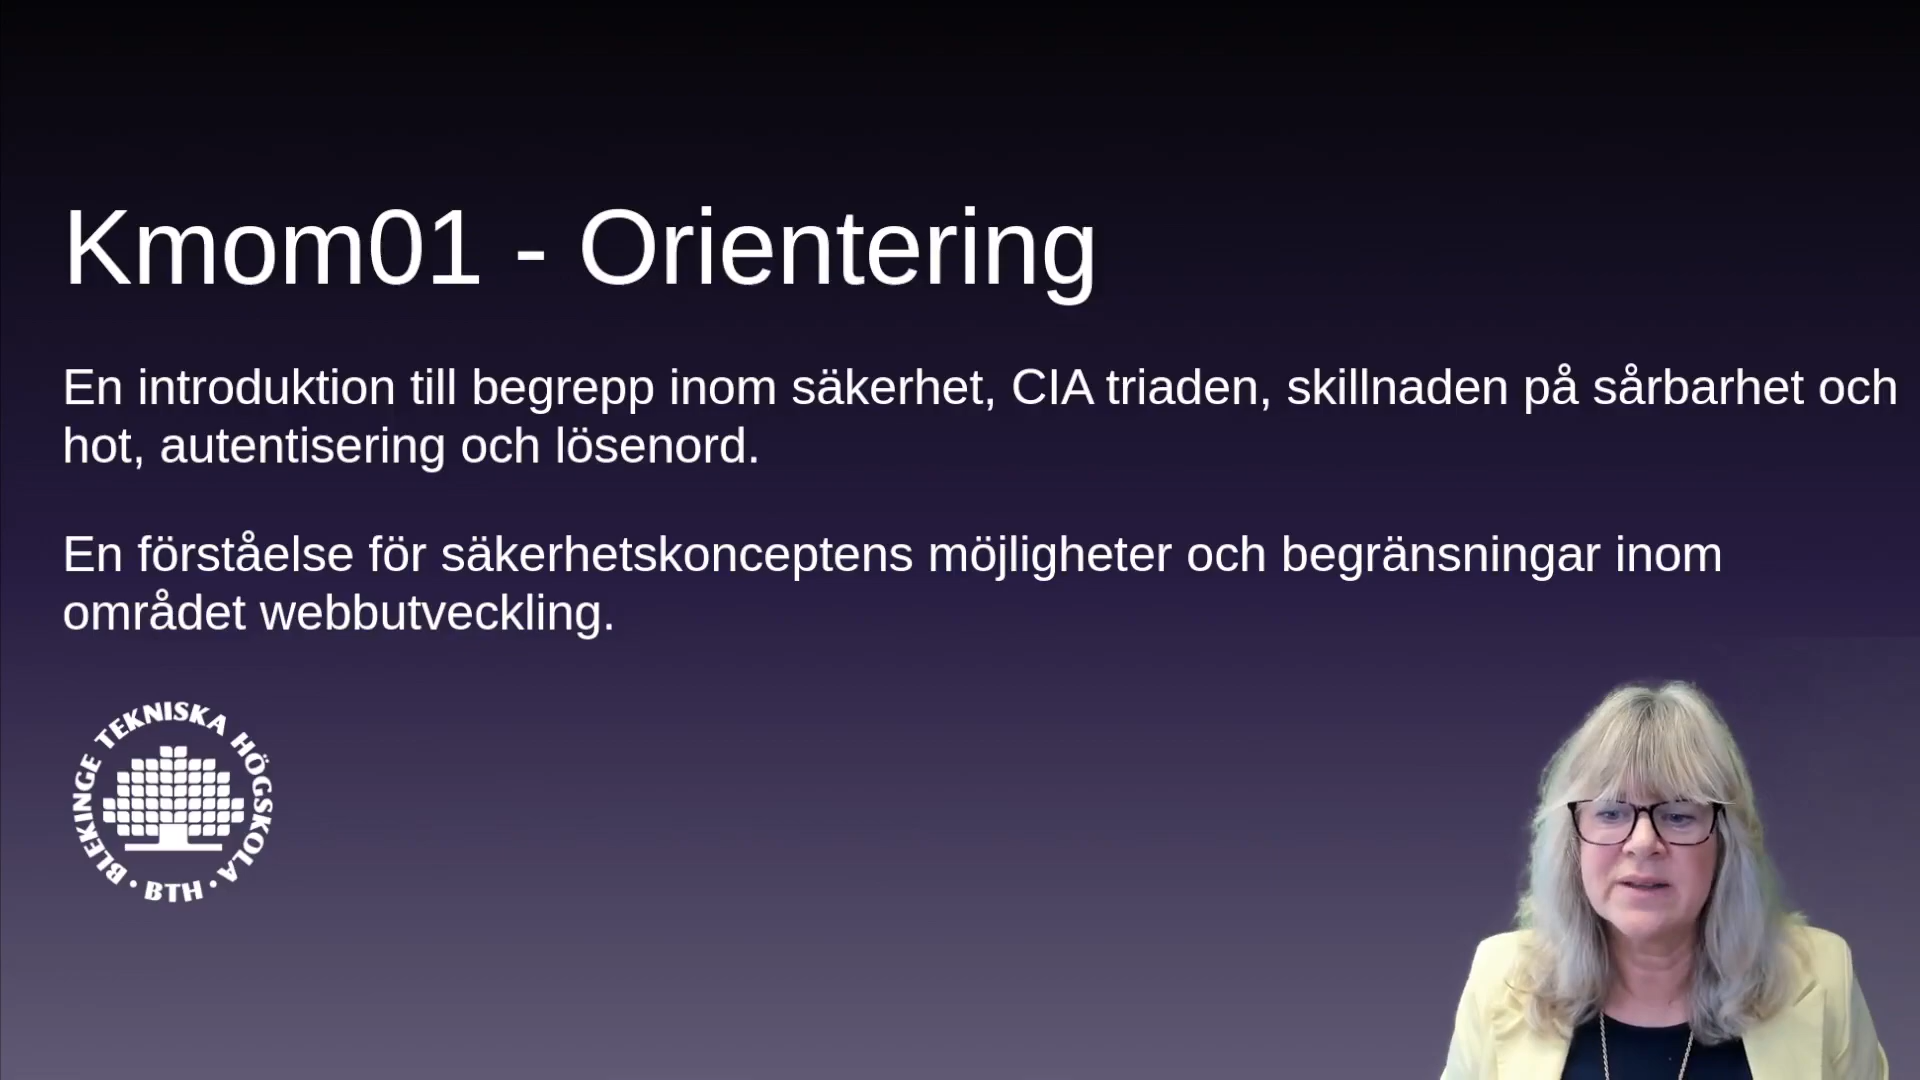 Kmom01 - Orientering
En introduktion till begrepp inom säkerhet, CIA triaden, skillnaden på sårbarhet och
hot, autentisering och lösenord.
En förståelse för säkerhetskonceptens möjligheter och begränsningar inom
området webbutveckling.
BLEKINGE TEKNISKA HÖGSKOLA
· BTH ·